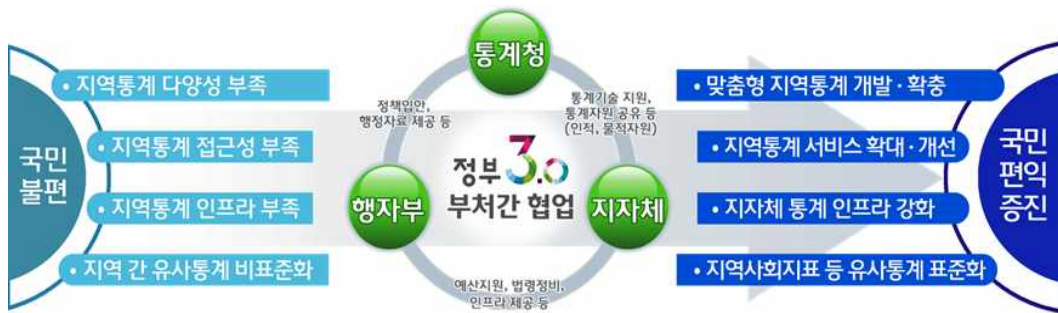 국민
불편
• 지역통계 다양성 부족
• 지역통계 접근성 부족
• 지역통계 인프라 부족
• 지역 간 유사통계 비표준화
통계청
정책입안,
행정자료 제공 등
통계기술 지원,
통계자원 공유 등
(인적, 물적자원)
정부 3.0
부처간 협업
행자부
지자체
예산지원, 법령정비,
인프라 제공 등
• 맞춤형 지역통계 개발 · 확충
• 지역통계 서비스 확대 · 개선
• 지자체 통계 인프라 강화
• 지역사회지표 등 유사통계 표준화
국민
편익
증진